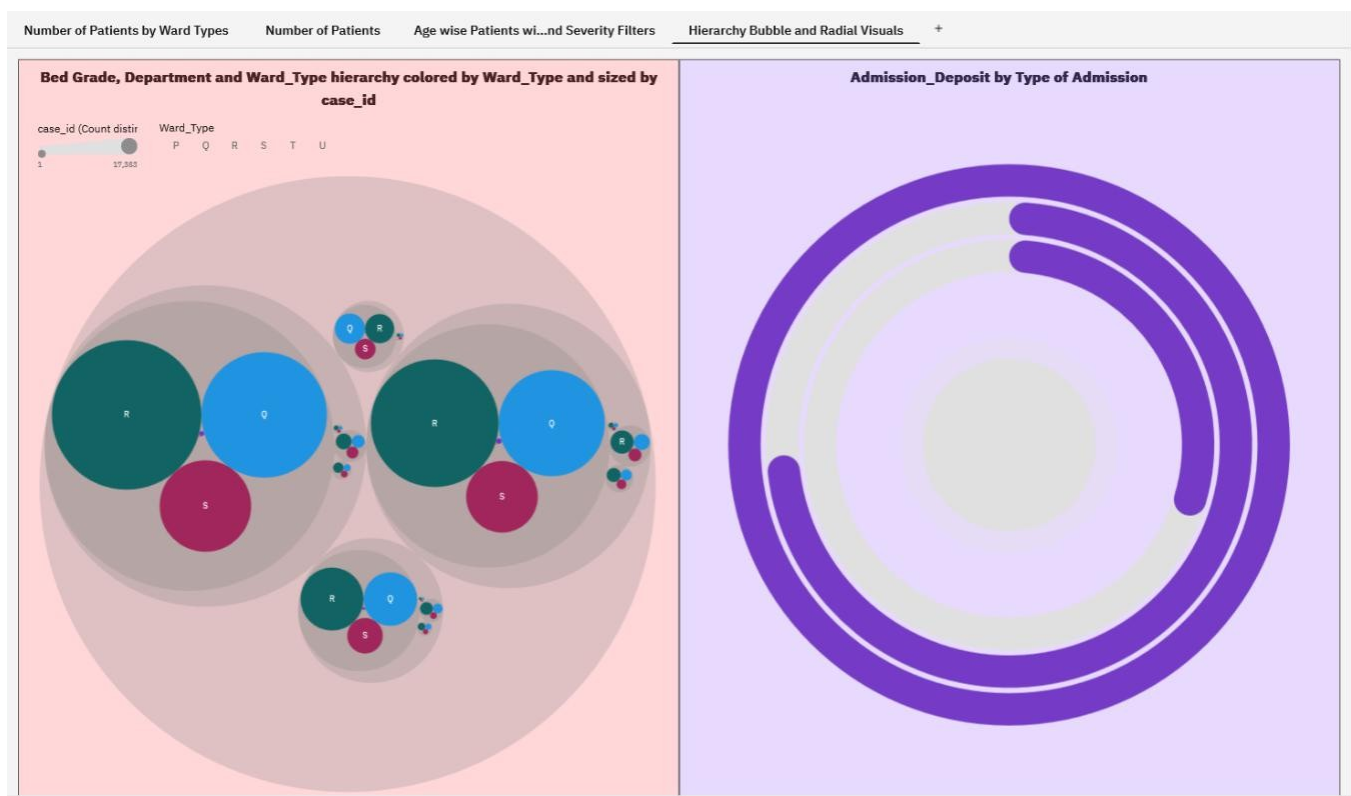 Number of Patients by Ward Types
Number of Patients
Age wise Patients wi...nd Severity Filters
Hierarchy Bubble and Radial Visuals
+
Bed Grade, Department and Ward_Type hierarchy colored by Ward_Type and sized by
case_id
case_id (Count distir
1
17,383
Ward_Type
P Q R S T U
Q R
S
R Q
S
R Q
S
R
R Q
S
Admission_Deposit by Type of Admission